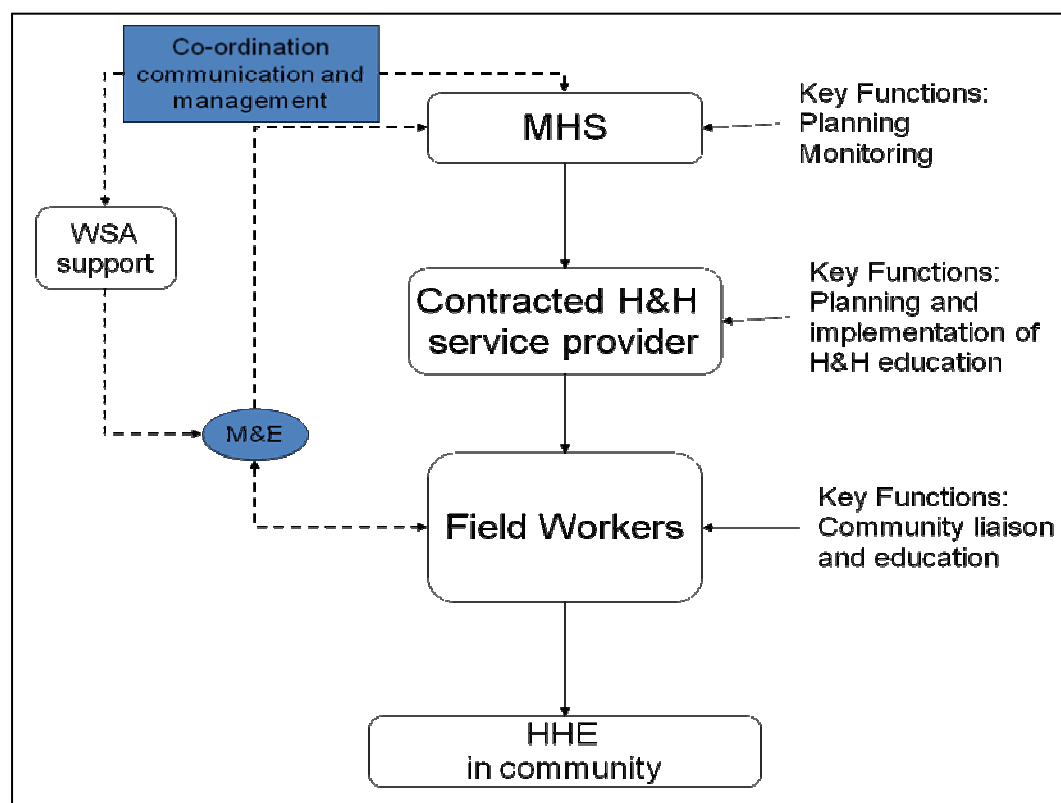 Co-ordination
communication and
management
MHS
Key Functions:
Planning
Monitoring
WSA
support
Contracted H&H
service provider
Key Functions:
Planning and
implementation of
H&H education
M&E
Field Workers
Key Functions:
Community liaison
and education
HHE
in community